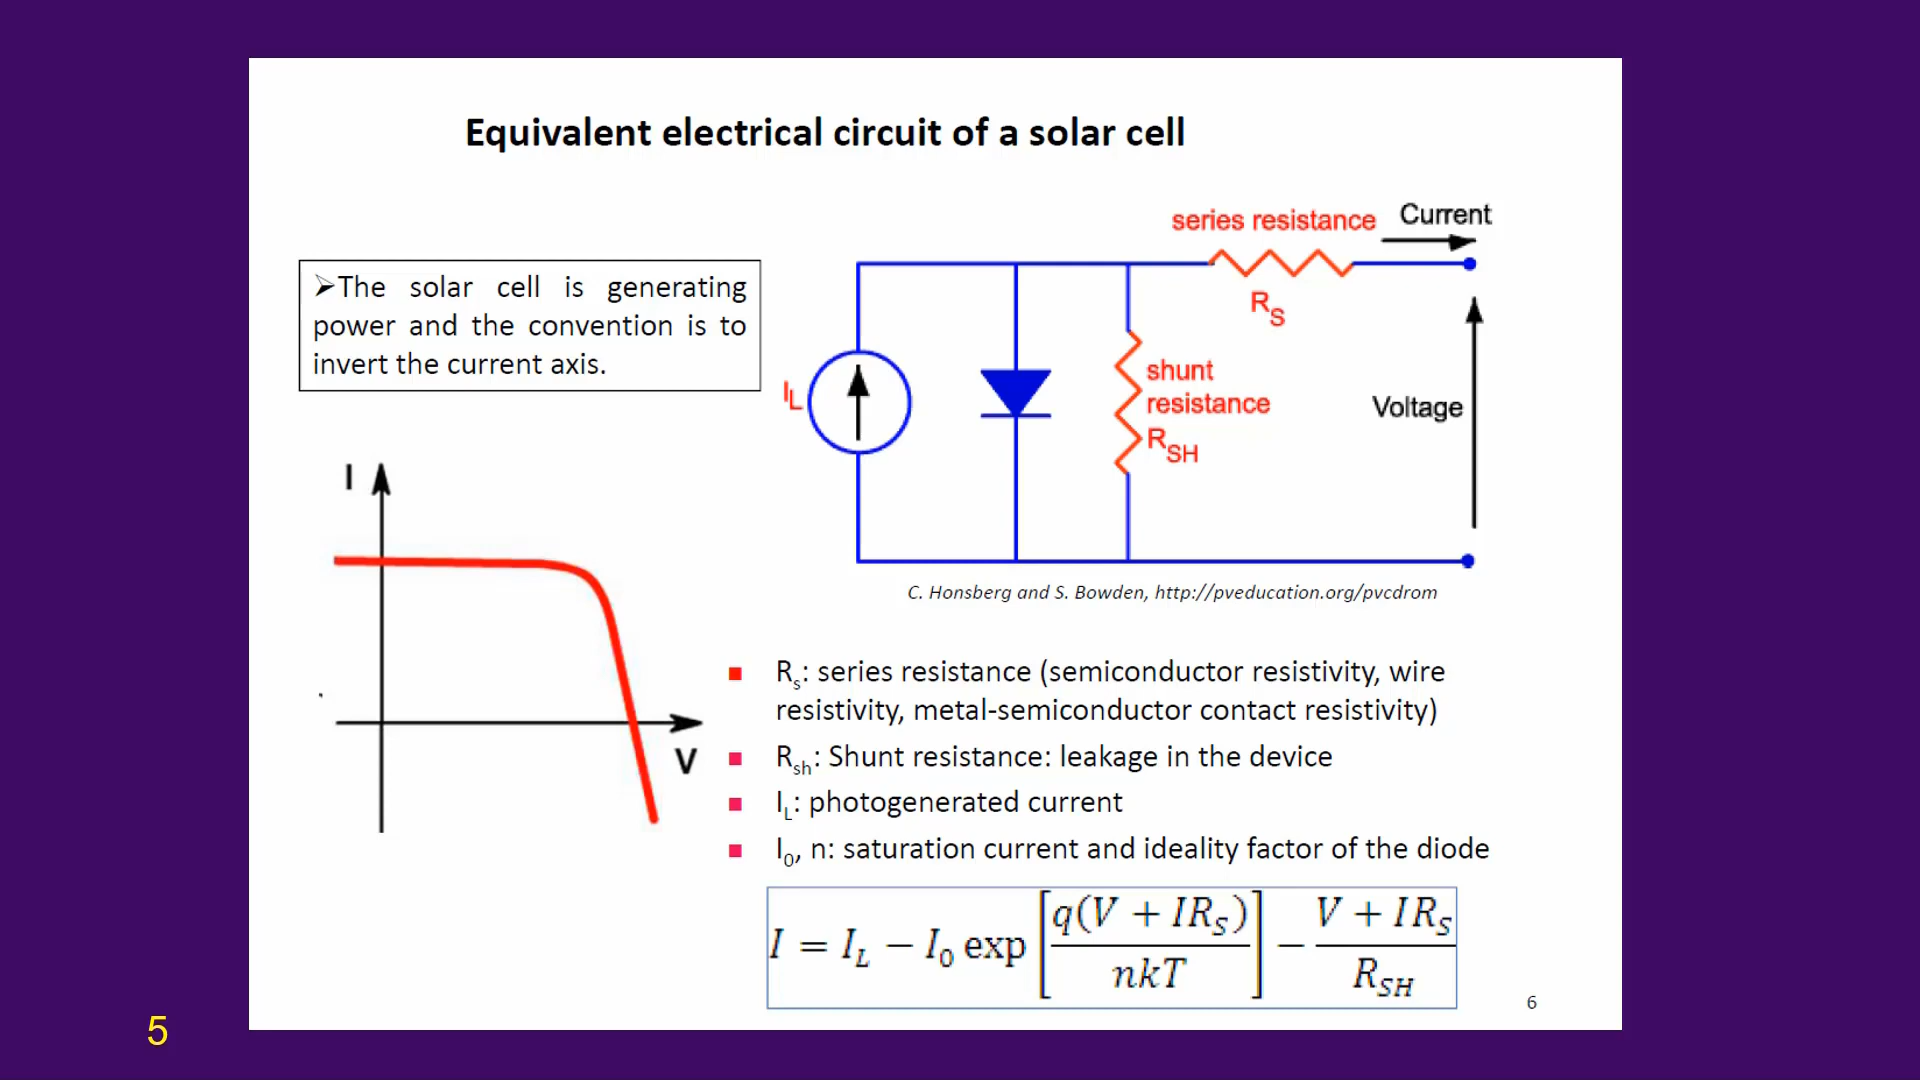 Equivalent electrical circuit of a solar cell
➢The solar cell is generating
power and the convention is to
invert the current axis.
series resistance
Current
R_S
I_L
shunt
resistance
R_SH
Voltage
C. Honsberg and S. Bowden, http://pveducation.org/pvcdrom
I
V
■ R_s: series resistance (semiconductor resistivity, wire
resistivity, metal-semiconductor contact resistivity)
■ R_sh: Shunt resistance: leakage in the device
■ I_L: photogenerated current
■ I_0, n: saturation current and ideality factor of the diode
I = I_L − I_0 exp[q(V + IR_S)/nkT] − (V + IR_S)/R_SH
6
5